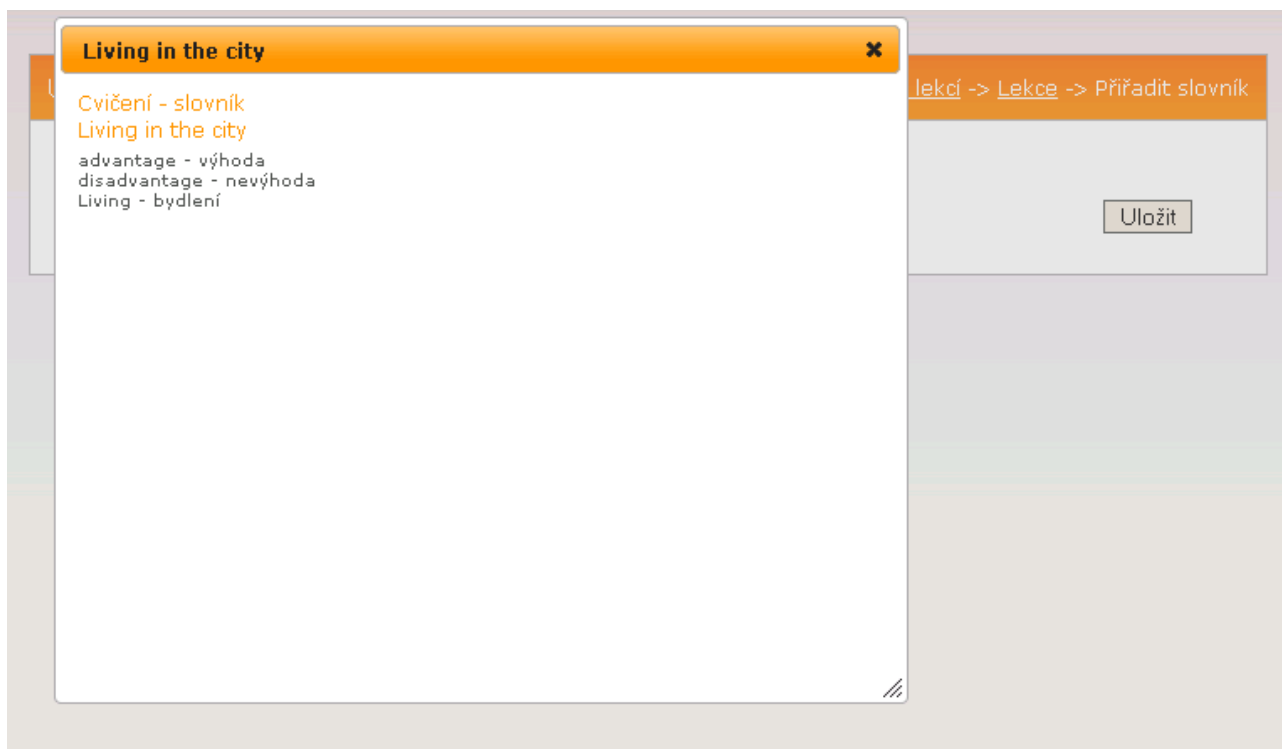 Living in the city
lekcí -> Lekce -> Přiřadit slovník
Cvičení - slovník
Living in the city
advantage - výhoda
disadvantage - nevýhoda
Living - bydlení
Uložit